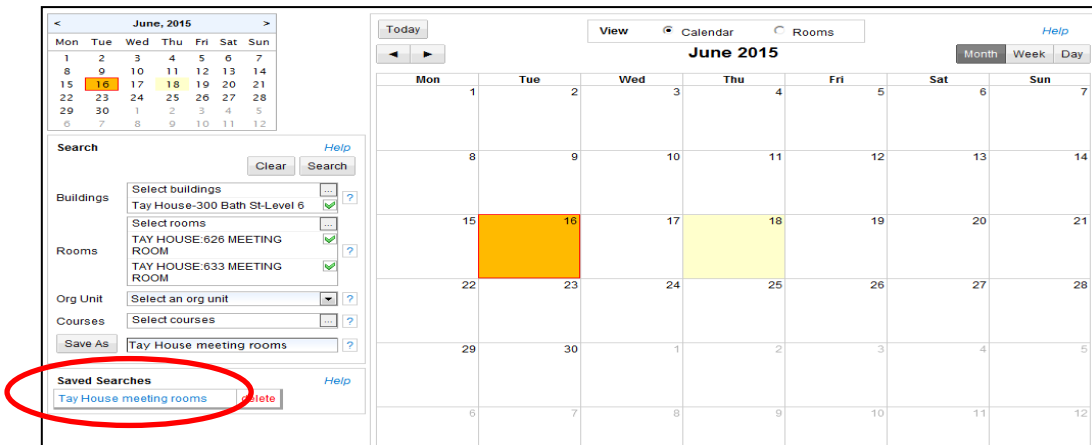 < June, 2015 >
Mon Tue Wed Thu Fri Sat Sun
1 2 3 4 5 6 7
8 9 10 11 12 13 14
15 16 17 18 19 20 21
22 23 24 25 26 27 28
29 30 1 2 3 4 5
6 7 8 9 10 11 12
Search Help
Clear Search
Buildings
Select buildings ...
Tay House-300 Bath St-Level 6
?
Rooms
Select rooms ...
TAY HOUSE:626 MEETING
ROOM
TAY HOUSE:633 MEETING
ROOM
?
Org Unit Select an org unit ?
Courses Select courses ... ?
Save As Tay House meeting rooms ?
Saved Searches Help
Tay House meeting rooms delete
Today View Calendar Rooms Help
June 2015 Month Week Day
Mon Tue Wed Thu Fri Sat Sun
1 2 3 4 5 6 7
8 9 10 11 12 13 14
15 16 17 18 19 20 21
22 23 24 25 26 27 28
29 30 1 2 3 4 5
6 7 8 9 10 11 12